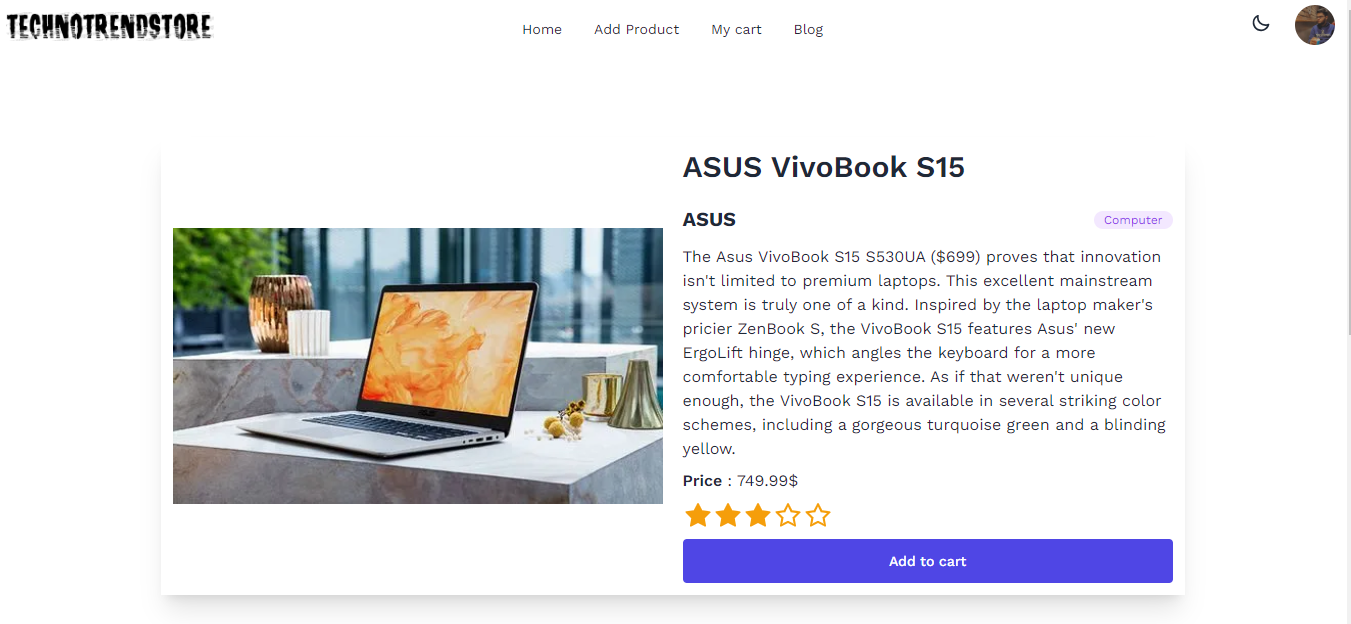 TECHNOTRENDSTORE
Home Add Product My cart Blog
ASUS VivoBook S15
ASUS Computer
The Asus VivoBook S15 S530UA ($699) proves that innovation
isn't limited to premium laptops. This excellent mainstream
system is truly one of a kind. Inspired by the laptop maker's
pricier ZenBook S, the VivoBook S15 features Asus' new
ErgoLift hinge, which angles the keyboard for a more
comfortable typing experience. As if that weren't unique
enough, the VivoBook S15 is available in several striking color
schemes, including a gorgeous turquoise green and a blinding
yellow.
Price : 749.99$
Add to cart